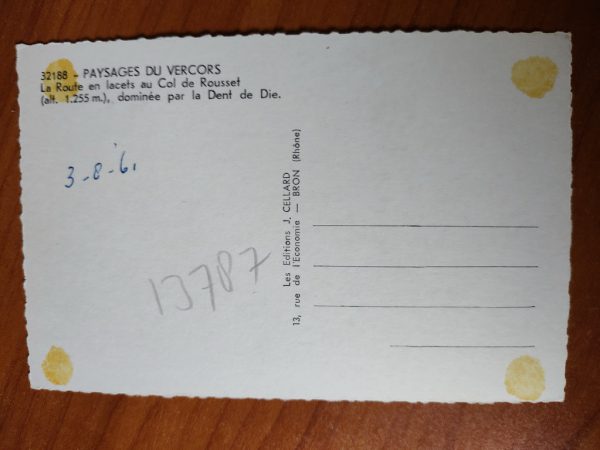 32188 - PAYSAGES DU VERCORS
La Route en lacets au Col de Rousset
(alt. 1.255 m.), dominée par la Dent de Die.
3-8-61
13787
Les Editions J. CELLARD
13, rue de l'Economie — BRON (Rhône)